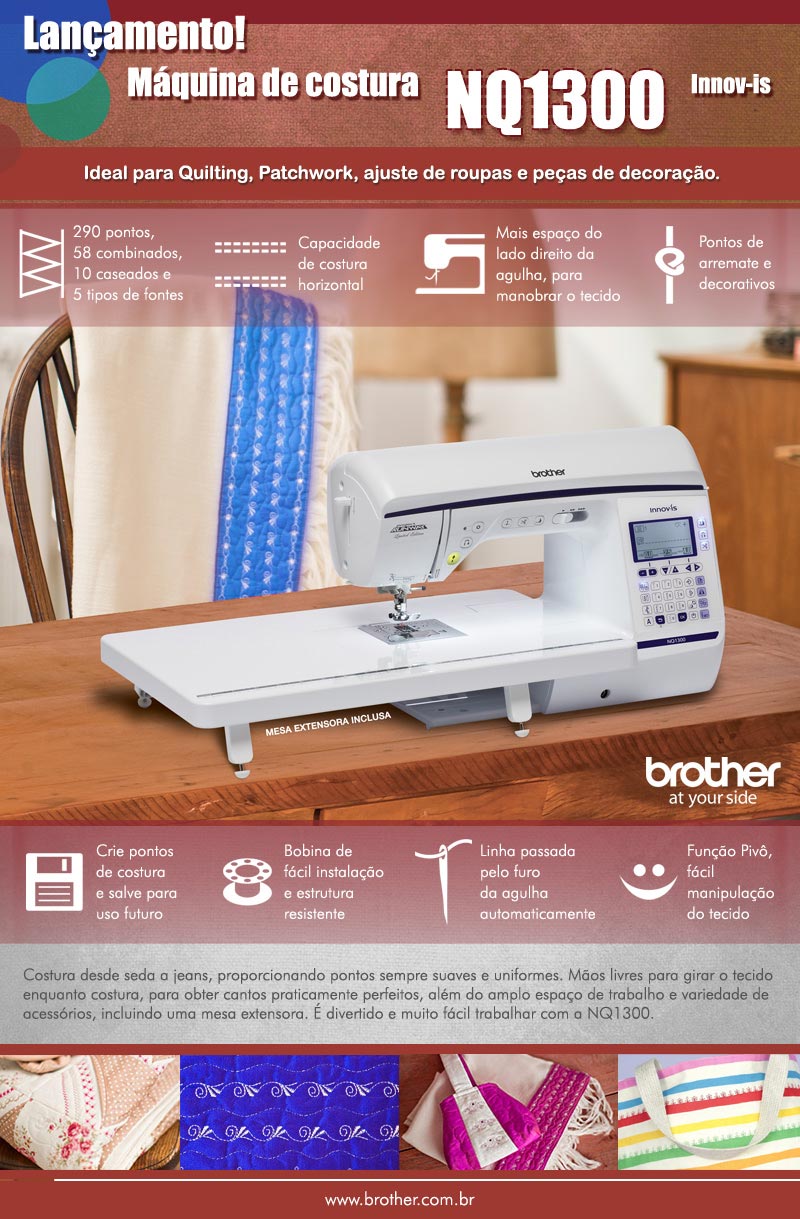 Lançamento!
Máquina de costura NQ1300 Innov-is
Ideal para Quilting, Patchwork, ajuste de roupas e peças de decoração.
290 pontos,
58 combinados,
10 caseados e
5 tipos de fontes
Capacidade
de costura
horizontal
Mais espaço do
lado direito da
agulha, para
manobrar o tecido
Pontos de
arremate e
decorativos
brother
Innov-is
Limited Edition
NQ1300
MESA EXTENSORA INCLUSA
brother
at your side
Crie pontos
de costura
e salve para
uso futuro
Bobina de
fácil instalação
e estrutura
resistente
Linha passada
pelo furo
da agulha
automaticamente
Função Pivô,
fácil
manipulação
do tecido
Costura desde seda a jeans, proporcionando pontos sempre suaves e uniformes. Mãos livres para girar o tecido
enquanto costura, para obter cantos praticamente perfeitos, além do amplo espaço de trabalho e variedade de
acessórios, incluindo uma mesa extensora. É divertido e muito fácil trabalhar com a NQ1300.
www.brother.com.br